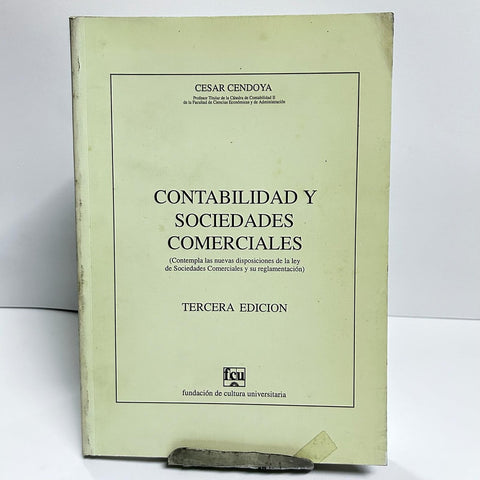 CESAR CENDOYA
Profesor Titular de la Cátedra de Contabilidad II
de la Facultad de Ciencias Económicas y de Administración
CONTABILIDAD Y
SOCIEDADES
COMERCIALES
(Contempla las nuevas disposiciones de la ley
de Sociedades Comerciales y su reglamentación)
TERCERA EDICION
fcu
fundación de cultura universitaria